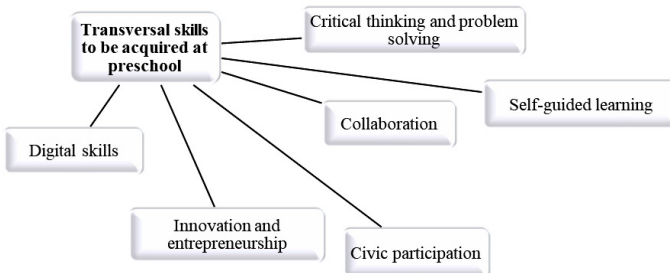 Transversal skills
to be acquired at
preschool
Critical thinking and problem
solving
Self-guided learning
Collaboration
Digital skills
Innovation and
entrepreneurship
Civic participation